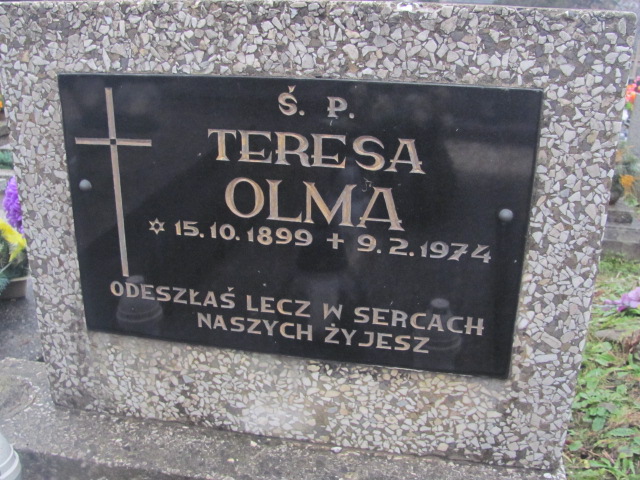 Ś. P.
TERESA
OLMA
✡ 15.10.1899 + 9.2.1974
ODESZŁAŚ LECZ W SERCACH
NASZYCH ŻYJESZ